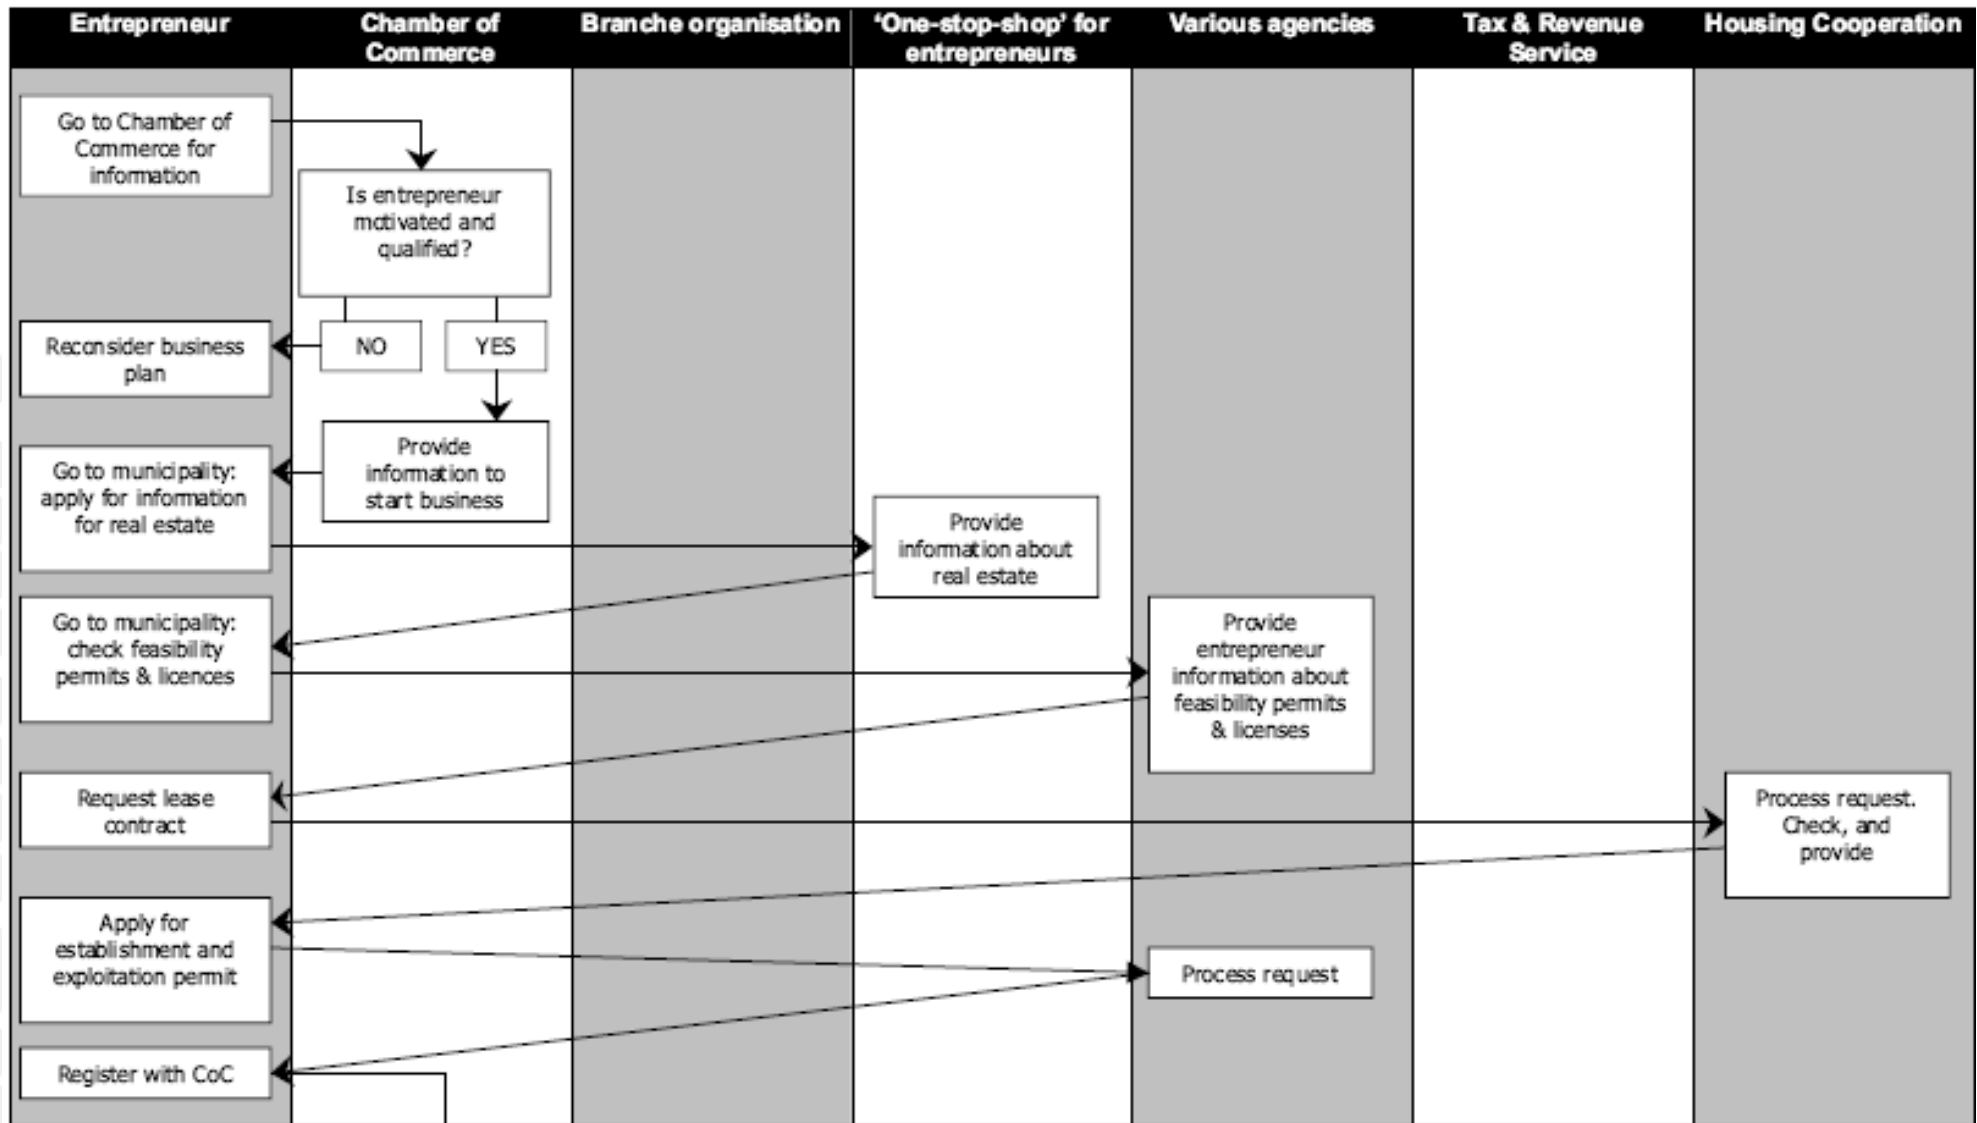 Entrepreneur
Chamber of
Commerce
Branche organisation
‘One-stop-shop’ for
entrepreneurs
Various agencies
Tax & Revenue
Service
Housing Cooperation
Go to Chamber of
Commerce for
information
Is entrepreneur
motivated and
qualified?
NO
YES
Reconsider business
plan
Provide
information to
start business
Go to municipality:
apply for information
for real estate
Provide
information about
real estate
Go to municipality:
check feasibility
permits & licences
Provide
entrepreneur
information about
feasibility permits
& licenses
Request lease
contract
Process request.
Check, and
provide
Apply for
establishment and
exploitation permit
Process request
Register with CoC